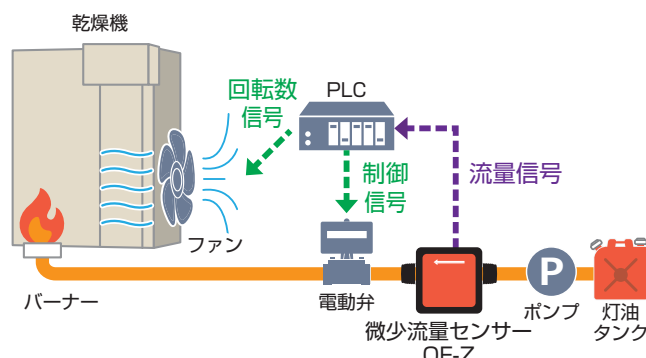 乾燥機
回転数
信号
PLC
制御
信号
流量信号
ファン
バーナー
電動弁
微少流量センサー
OF-Z
P
ポンプ
灯油
タンク